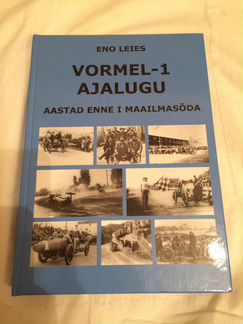 ENO LEIES
VORMEL-1
AJALUGU
AASTAD ENNE I MAAILMASÕDA